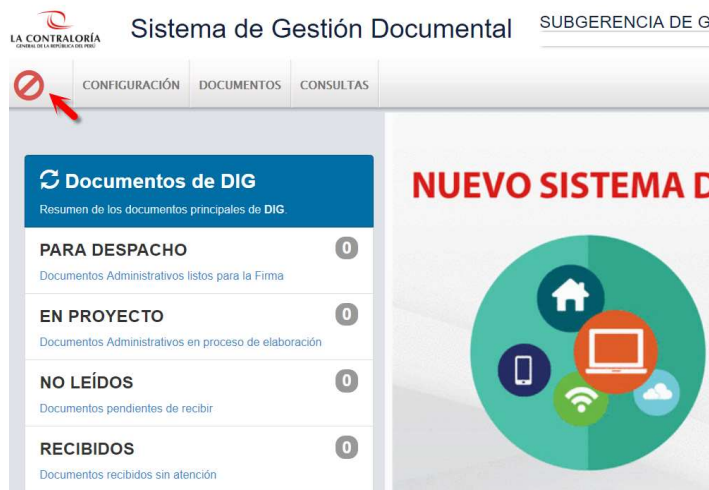 LA CONTRALORÍA
GENERAL DE LA REPÚBLICA DEL PERÚ
Sistema de Gestión Documental
SUBGERENCIA DE G
CONFIGURACIÓN DOCUMENTOS CONSULTAS
Documentos de DIG
Resumen de los documentos principales de DIG.
PARA DESPACHO 0
Documentos Administrativos listos para la Firma
EN PROYECTO 0
Documentos Administrativos en proceso de elaboración
NO LEÍDOS 0
Documentos pendientes de recibir
RECIBIDOS 0
Documentos recibidos sin atención
NUEVO SISTEMA D